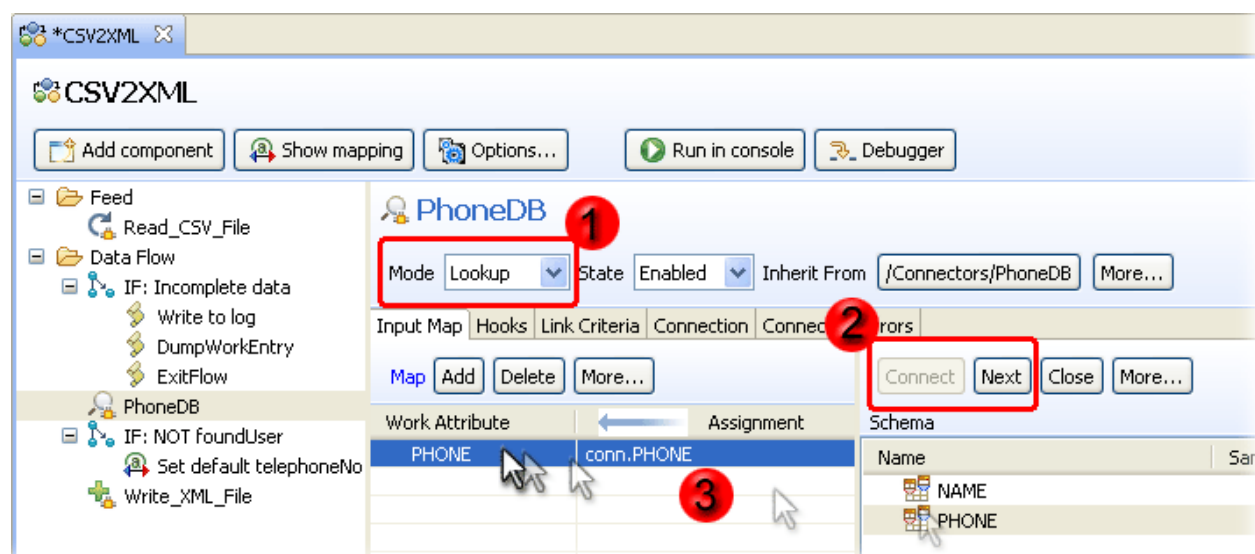 *CSV2XML
CSV2XML
Add component Show mapping Options... Run in console Debugger
Feed
Read_CSV_File
Data Flow
IF: Incomplete data
Write to log
DumpWorkEntry
ExitFlow
PhoneDB
IF: NOT foundUser
Set default telephoneNo
Write_XML_File
PhoneDB
1
Mode Lookup State Enabled Inherit From /Connectors/PhoneDB More...
2
Input Map Hooks Link Criteria Connection Connec rors
Map Add Delete More... Connect Next Close More...
Work Attribute Assignment Schema
PHONE conn.PHONE
Name Sar
3
NAME
PHONE